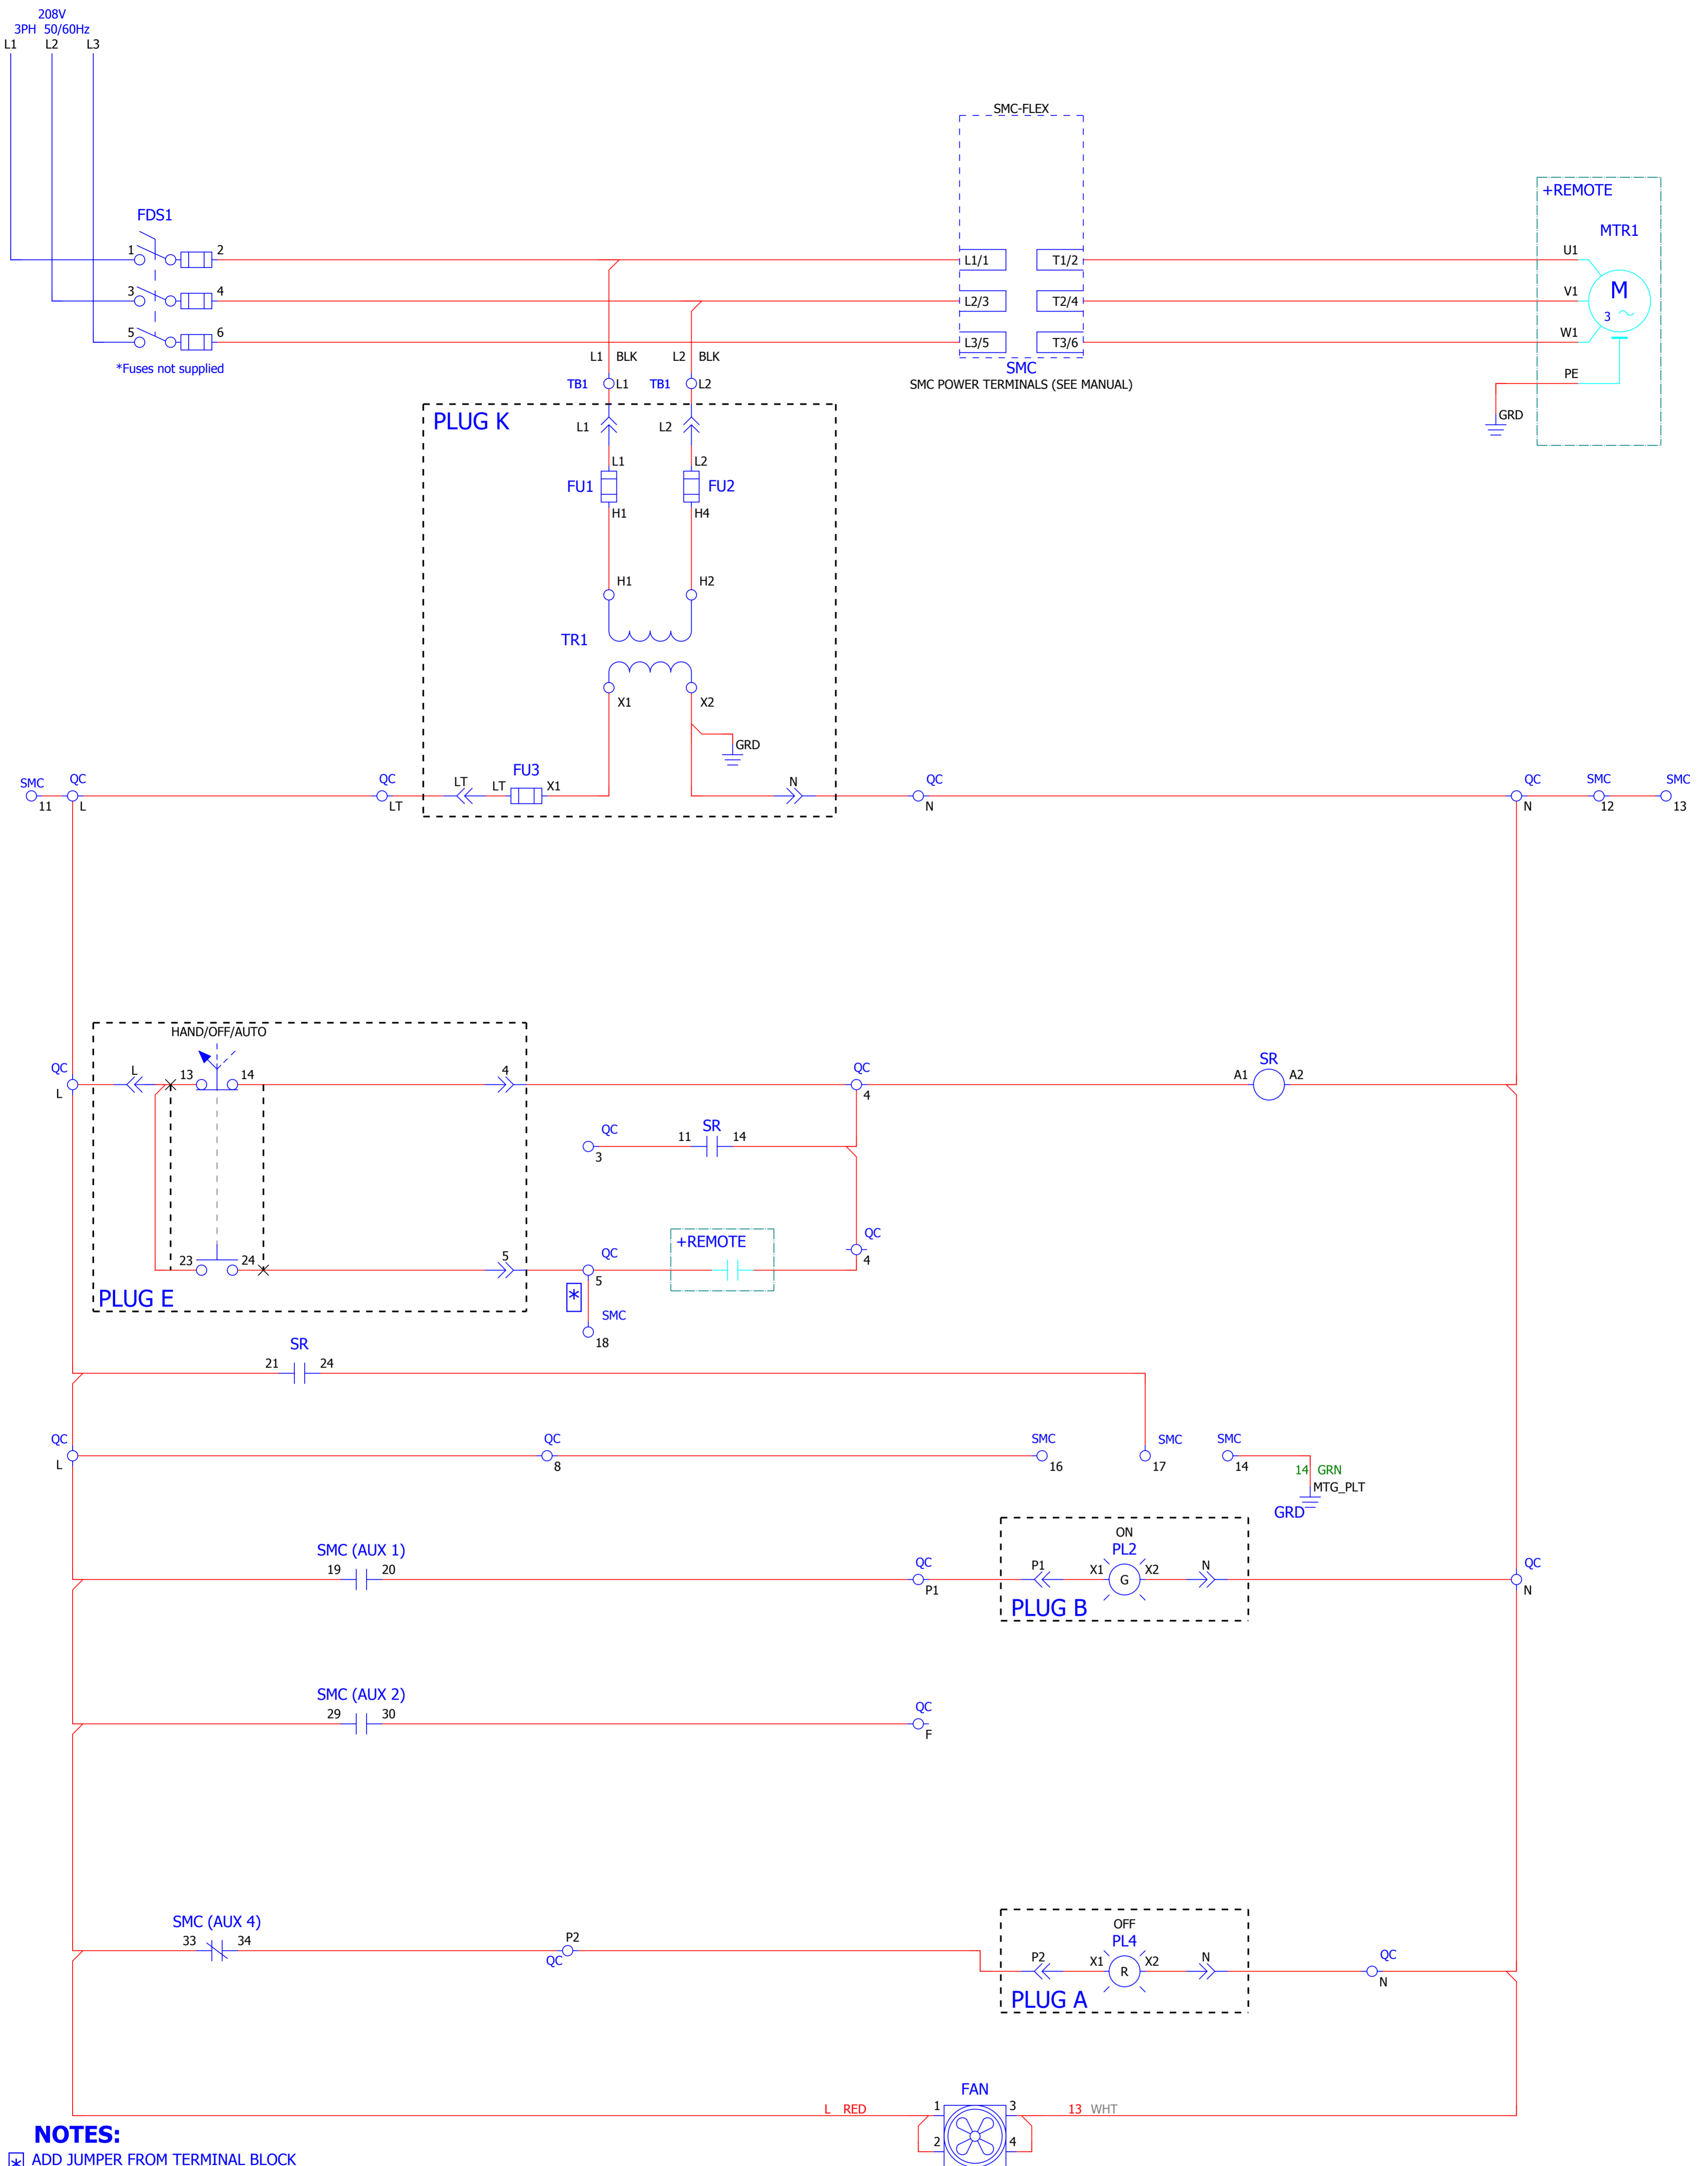 208V
3PH 50/60Hz
L1 L2 L3
SMC-FLEX
+REMOTE
FDS1
MTR1
1 2 L1/1 T1/2 U1
3 4 L2/3 T2/4 V1 M
3
5 6 L3/5 T3/6 W1
*Fuses not supplied
L1 BLK L2 BLK
SMC
SMC POWER TERMINALS (SEE MANUAL)
PE
TB1 L1 TB1 L2
GRD
PLUG K
L1 L2
L1 L2
FU1 FU2
H1 H4
H1 H2
TR1
X1 X2
GRD
FU3
SMC QC QC LT LT X1 N QC QC SMC SMC
11 L LT N N 12 13
HAND/OFF/AUTO
QC L 13 14 4 QC SR
A1 A2
L 4
QC SR
11 14
3
QC
+REMOTE QC
23 24 5 4
5
PLUG E
*
SMC
18
SR
21 24
QC QC SMC SMC SMC
L 8 16 17 14
14 GRN
MTG_PLT
GRD
ON
SMC (AUX 1) PL2
19 20 QC P1 X1 G X2 N QC
P1 N
PLUG B
SMC (AUX 2)
29 30 QC
F
OFF
SMC (AUX 4) PL4
33 34 P2
QC
P2 X1 R X2 N QC
N
PLUG A
FAN
L RED 1 3 13 WHT
2 4
NOTES:
* ADD JUMPER FROM TERMINAL BLOCK